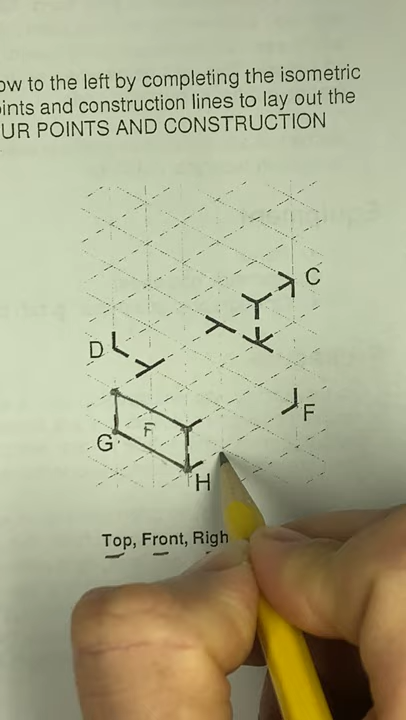 ow to the left by completing the isometric
ints and construction lines to lay out the
UR POINTS AND CONSTRUCTION
C
D
F
F
G
H
Top, Front, Righ